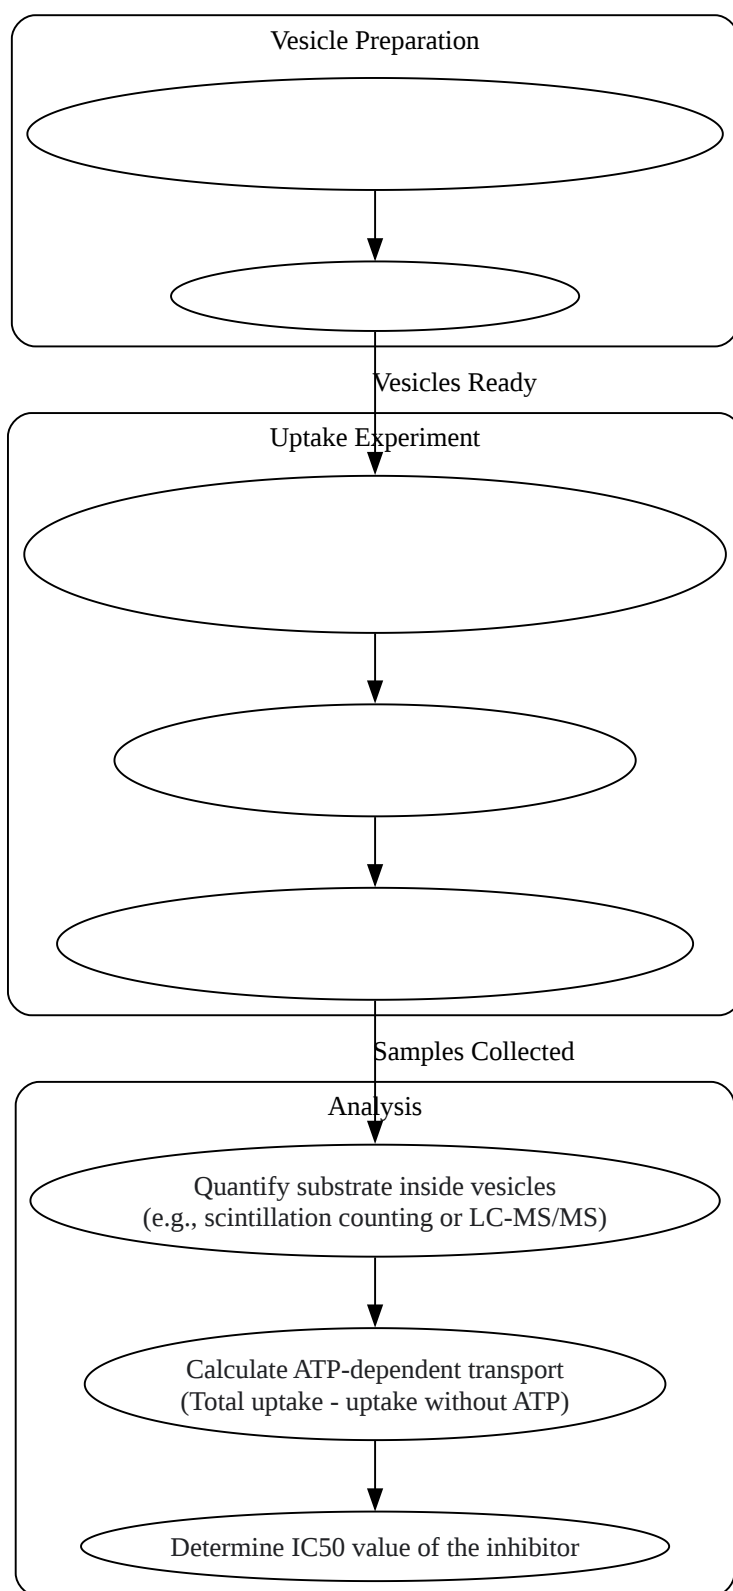 Vesicle Preparation
Vesicles Ready
Uptake Experiment
Samples Collected
Analysis
Quantify substrate inside vesicles
(e.g., scintillation counting or LC-MS/MS)
Calculate ATP-dependent transport
(Total uptake - uptake without ATP)
Determine IC50 value of the inhibitor